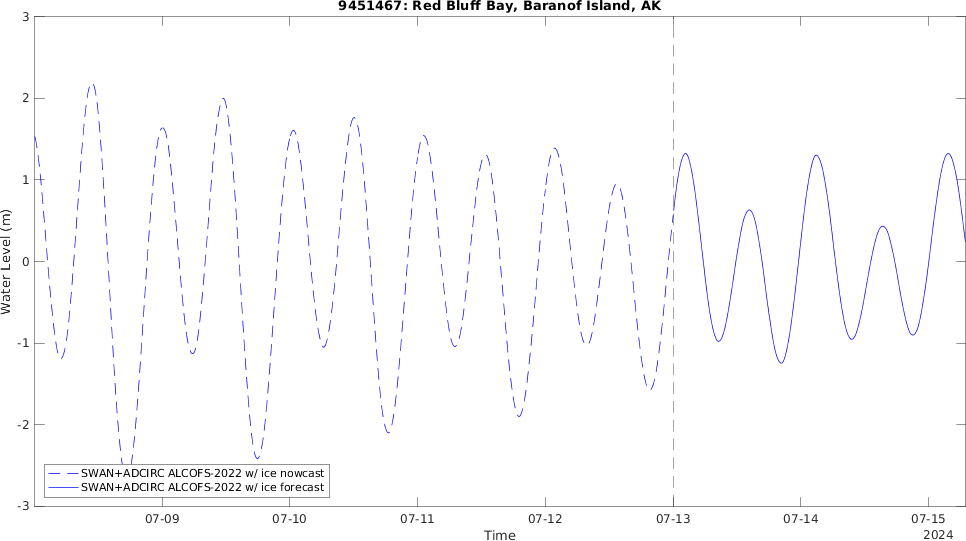 9451467: Red Bluff Bay, Baranof Island, AK
3
2
1
0
-1
-2
-3
Water Level (m)
SWAN+ADCIRC ALCOFS-2022 w/ ice nowcast
SWAN+ADCIRC ALCOFS-2022 w/ ice forecast
07-09 07-10 07-11 07-12 07-13 07-14 07-15
Time
2024